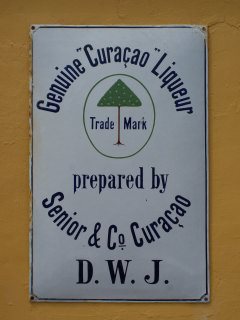 Genuine "Curaçao" Liqueur
Trade Mark
prepared by
Senior & Co Curaçao
D. W. J.